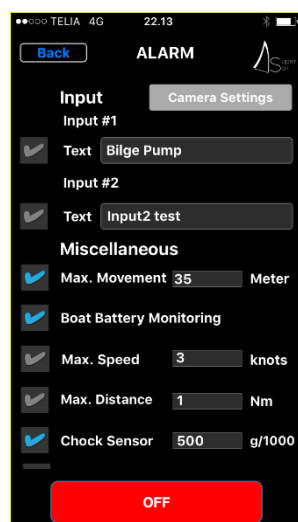 TELIA 4G 22.13
Back ALARM Super Sail
Input Camera Settings
Input #1
Text Bilge Pump
Input #2
Text Input2 test
Miscellaneous
Max. Movement 35 Meter
Boat Battery Monitoring
Max. Speed 3 knots
Max. Distance 1 Nm
Chock Sensor 500 g/1000
OFF